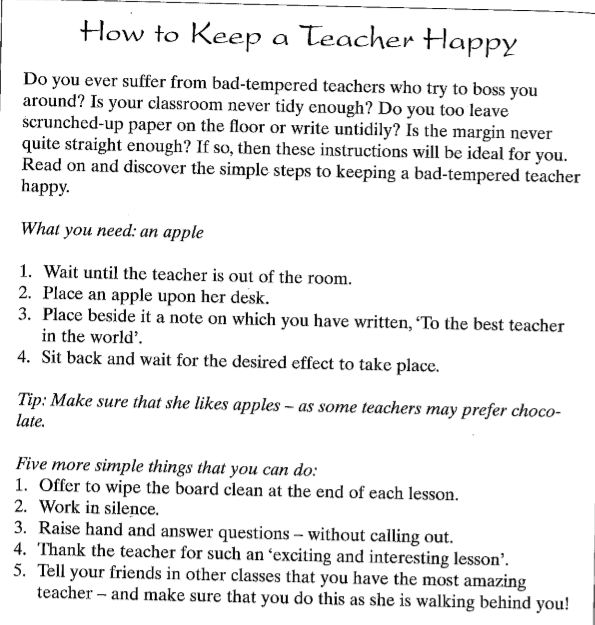 How to Keep a Teacher Happy
Do you ever suffer from bad-tempered teachers who try to boss you
around? Is your classroom never tidy enough? Do you too leave
scrunched-up paper on the floor or write untidily? Is the margin never
quite straight enough? If so, then these instructions will be ideal for you.
Read on and discover the simple steps to keeping a bad-tempered teacher
happy.
What you need: an apple
1. Wait until the teacher is out of the room.
2. Place an apple upon her desk.
3. Place beside it a note on which you have written, ‘To the best teacher
in the world’.
4. Sit back and wait for the desired effect to take place.
Tip: Make sure that she likes apples – as some teachers may prefer choco-
late.
Five more simple things that you can do:
1. Offer to wipe the board clean at the end of each lesson.
2. Work in silence.
3. Raise hand and answer questions – without calling out.
4. Thank the teacher for such an ‘exciting and interesting lesson’.
5. Tell your friends in other classes that you have the most amazing
teacher – and make sure that you do this as she is walking behind you!